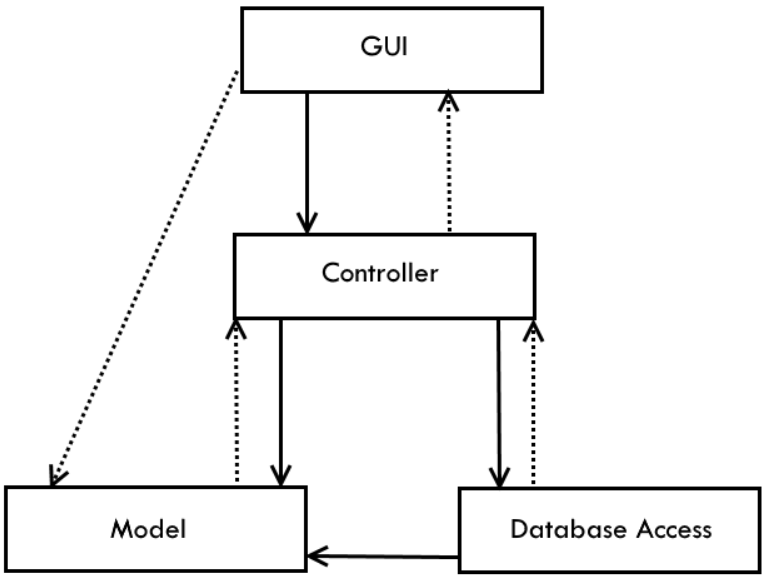 GUI
Controller
Model
Database Access